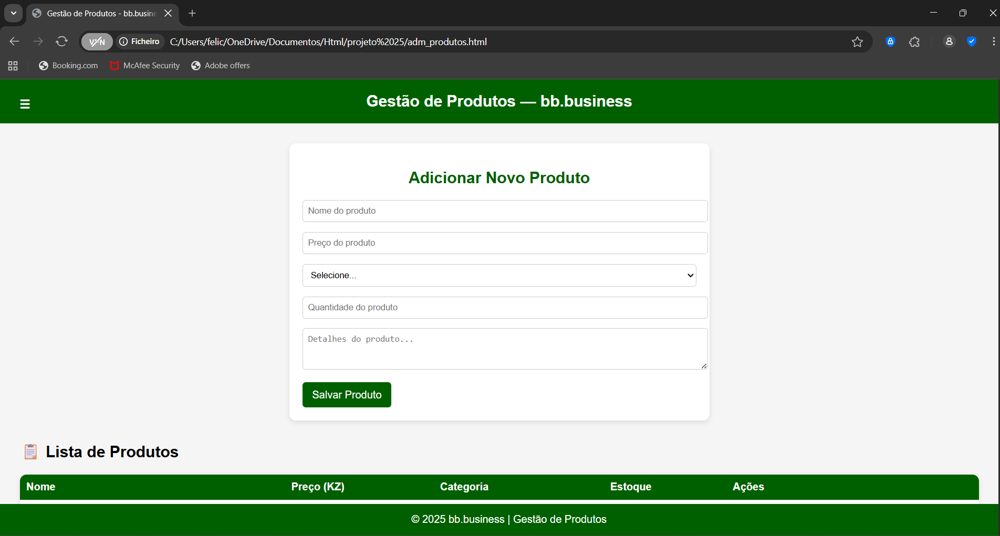 Gestão de Produtos - bb.busine
VPN
Ficheiro
C:/Users/felic/OneDrive/Documentos/Html/projeto%2025/adm_produtos.html
Booking.com
McAfee Security
Adobe offers
Gestão de Produtos — bb.business
Adicionar Novo Produto
Nome do produto
Preço do produto
Selecione...
Quantidade do produto
Detalhes do produto...
Salvar Produto
📋 Lista de Produtos
Nome Preço (KZ) Categoria Estoque Ações
© 2025 bb.business | Gestão de Produtos